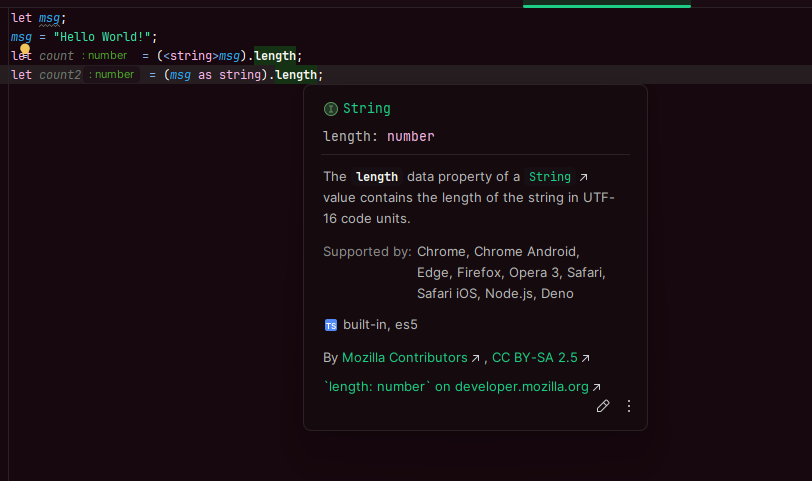 let msg;
msg = "Hello World!";
let count : number = (<string>msg).length;
let count2 : number = (msg as string).length;
String
length: number
The length data property of a String
value contains the length of the string in UTF-
16 code units.
Supported by: Chrome, Chrome Android,
Edge, Firefox, Opera 3, Safari,
Safari iOS, Node.js, Deno
TS built-in, es5
By Mozilla Contributors , CC BY-SA 2.5
`length: number` on developer.mozilla.org